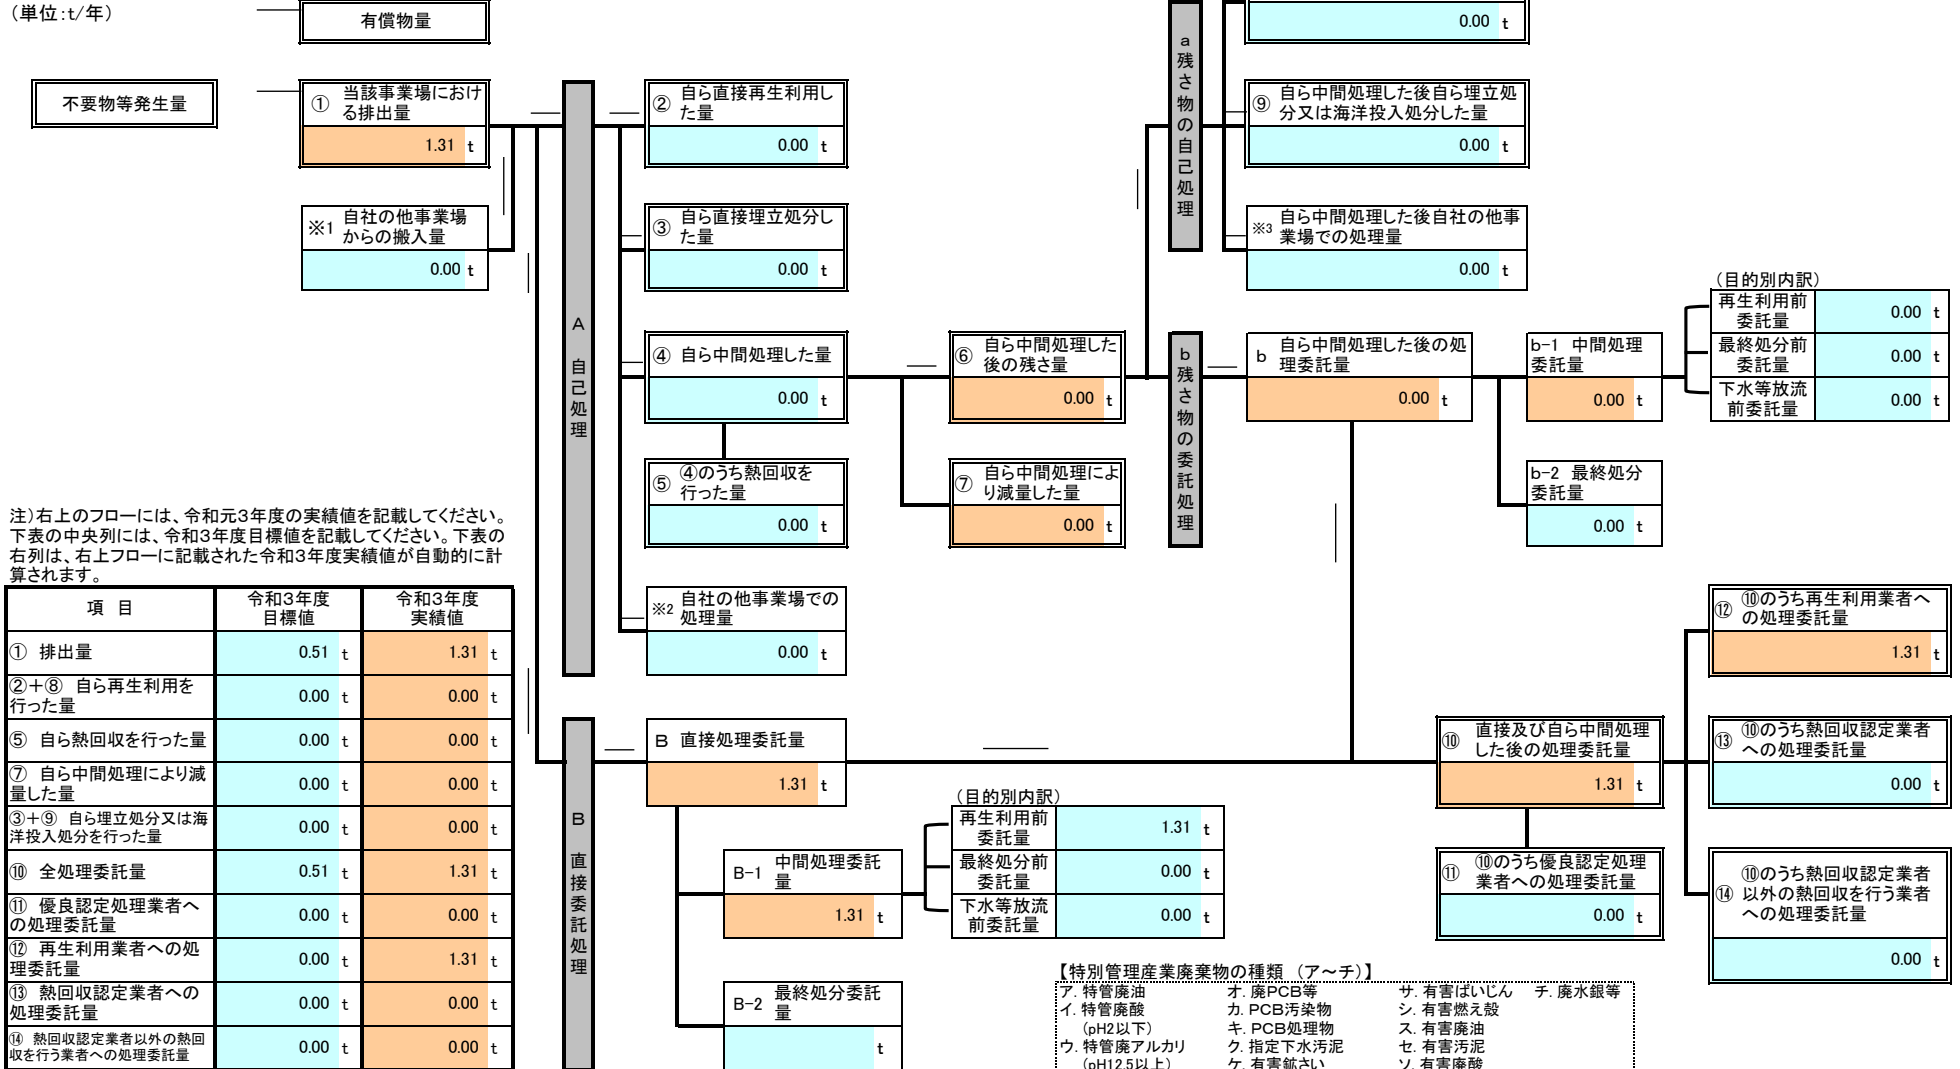 (単位:t/年)
有償物量
不要物等発生量
① 当該事業場におけ
る排出量
1.31 t
※1 自社の他事業場
からの搬入量
0.00 t
A 自己処理
② 自ら直接再生利用し
た量
0.00 t
③ 自ら直接埋立処分し
た量
0.00 t
④ 自ら中間処理した量
0.00 t
⑤ ④のうち熱回収を
行った量
0.00 t
※2 自社の他事業場での
処理量
0.00 t
⑥ 自ら中間処理した
後の残さ量
0.00 t
⑦ 自ら中間処理によ
り減量した量
0.00 t
a 残さ物の自己処理
0.00 t
⑨ 自ら中間処理した後自ら埋立処
分又は海洋投入処分した量
0.00 t
※3 自ら中間処理した後自社の他事
業場での処理量
0.00 t
b 残さ物の委託処理
b 自ら中間処理した後の処
理委託量
0.00 t
b-1 中間処理
委託量
0.00 t
b-2 最終処分
委託量
0.00 t
(目的別内訳)
再生利用前
委託量
0.00 t
最終処分前
委託量
0.00 t
下水等放流
前委託量
0.00 t
注)右上のフローには、令和元3年度の実績値を記載してください。
下表の中央列には、令和3年度目標値を記載してください。下表の
右列は、右上フローに記載された令和3年度実績値が自動的に計
算されます。
項 目 令和3年度 令和3年度
目標値 実績値
① 排出量 0.51 t 1.31 t
②+⑧ 自ら再生利用を
行った量 0.00 t 0.00 t
⑤ 自ら熱回収を行った量 0.00 t 0.00 t
⑦ 自ら中間処理により減
量した量 0.00 t 0.00 t
③+⑨ 自ら埋立処分又は海
洋投入処分を行った量 0.00 t 0.00 t
⑩ 全処理委託量 0.51 t 1.31 t
⑪ 優良認定処理業者へ
の処理委託量 0.00 t 0.00 t
⑫ 再生利用業者への処
理委託量 0.00 t 1.31 t
⑬ 熱回収認定業者への
処理委託量 0.00 t 0.00 t
⑭ 熱回収認定業者以外の熱回
収を行う業者への処理委託量 0.00 t 0.00 t
B 直接委託処理
B 直接処理委託量
1.31 t
B-1 中間処理委託
量
1.31 t
B-2 最終処分委託
量
t
(目的別内訳)
再生利用前
委託量
1.31 t
最終処分前
委託量
0.00 t
下水等放流
前委託量
0.00 t
⑩ 直接及び自ら中間処理
した後の処理委託量
1.31 t
⑪ ⑩のうち優良認定処理
業者への処理委託量
0.00 t
⑫ ⑩のうち再生利用業者へ
の処理委託量
1.31 t
⑬ ⑩のうち熱回収認定業者
への処理委託量
0.00 t
⑭ ⑩のうち熱回収認定業者
以外の熱回収を行う業者
への処理委託量
0.00 t
【特別管理産業廃棄物の種類 (ア～チ)】
ア. 特管廃油 オ. 廃PCB等 サ. 有害ばいじん チ. 廃水銀等
イ. 特管廃酸 カ. PCB汚染物 シ. 有害燃え殻
(pH2以下) キ. PCB処理物 ス. 有害廃油
ウ. 特管廃アルカリ ク. 指定下水汚泥 セ. 有害汚泥
(pH12.5以上) ケ. 有害鉱さい ソ. 有害廃酸